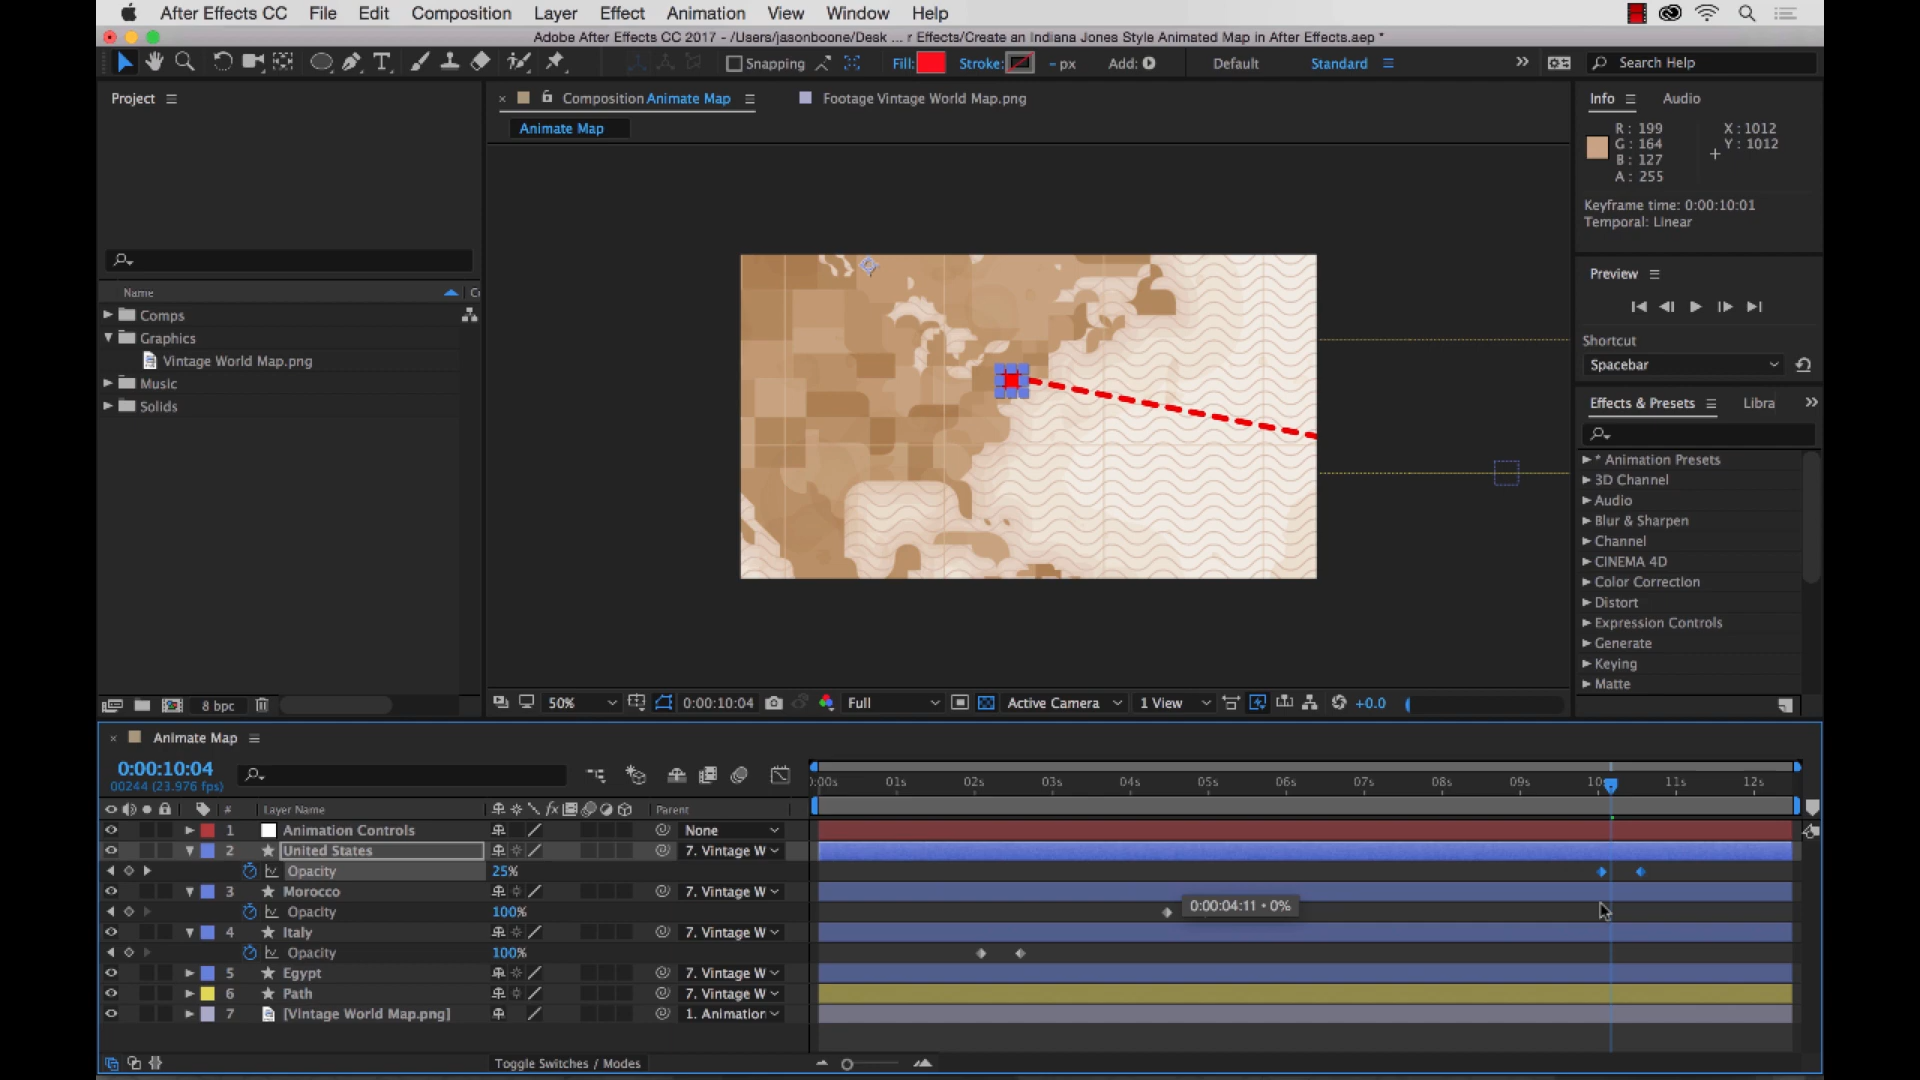 After Effects CC File Edit Composition Layer Effect Animation View Window Help
Adobe After Effects CC 2017 - /Users/jasonboone/Desk ... r Effects/Create an Indiana Jones Style Animated Map in After Effects.aep *
Snapping Fill: Stroke: - px Add: Default Standard Search Help
Project
Name
Comps
Graphics
Vintage World Map.png
Music
Solids
8 bpc
Composition Animate Map Footage Vintage World Map.png
Animate Map
50% 0:00:10:04 Full Active Camera 1 View +0.0
Info Audio
R : 199 X : 1012
G : 164 Y : 1012
B : 127
A : 255
Keyframe time: 0:00:10:01
Temporal: Linear
Preview
Shortcut
Spacebar
Effects & Presets Libra
* Animation Presets
3D Channel
Audio
Blur & Sharpen
Channel
CINEMA 4D
Color Correction
Distort
Expression Controls
Generate
Keying
Matte
Animate Map
0:00:10:04
00244 (23.976 fps)
):00s 01s 02s 03s 04s 05s 06s 07s 08s 09s 10s 11s 12s
# Layer Name fx Parent
1 Animation Controls None
2 United States 7. Vintage W
Opacity 25%
3 Morocco 7. Vintage W
Opacity 100% 0:00:04:11 • 0%
4 Italy 7. Vintage W
Opacity 100%
5 Egypt 7. Vintage W
6 Path 7. Vintage W
7 [Vintage World Map.png] 1. Animation
Toggle Switches / Modes